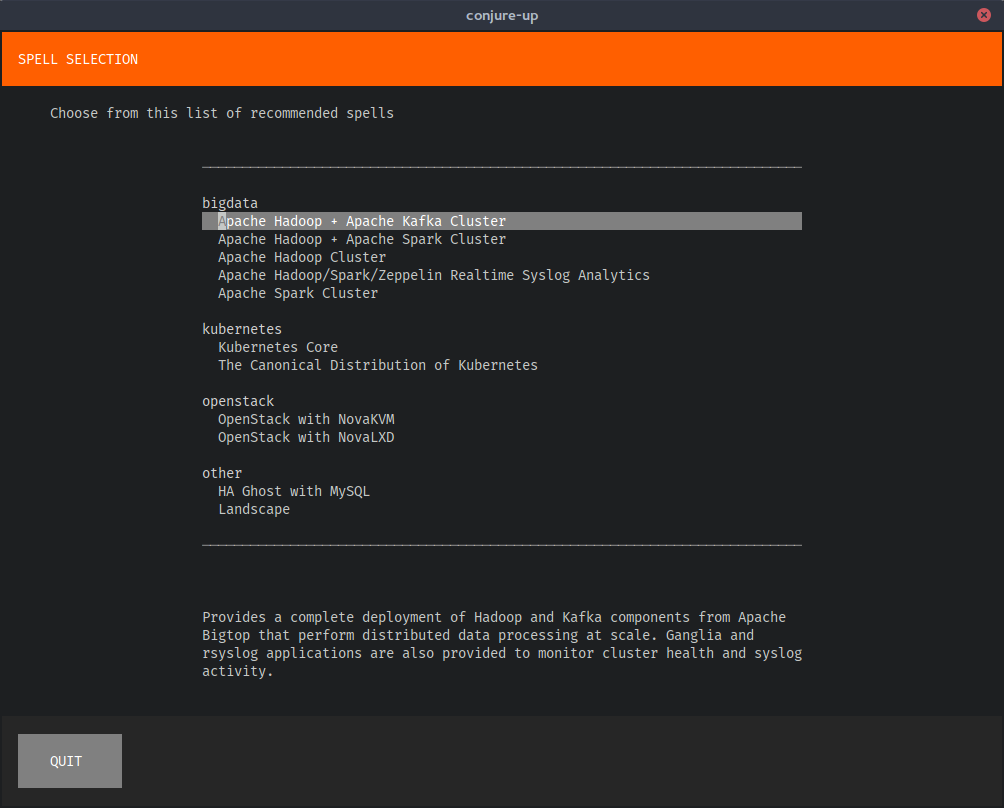 conjure-up
SPELL SELECTION
Choose from this list of recommended spells
bigdata
Apache Hadoop + Apache Kafka Cluster
Apache Hadoop + Apache Spark Cluster
Apache Hadoop Cluster
Apache Hadoop/Spark/Zeppelin Realtime Syslog Analytics
Apache Spark Cluster
kubernetes
Kubernetes Core
The Canonical Distribution of Kubernetes
openstack
OpenStack with NovaKVM
OpenStack with NovaLXD
other
HA Ghost with MySQL
Landscape
Provides a complete deployment of Hadoop and Kafka components from Apache
Bigtop that perform distributed data processing at scale. Ganglia and
rsyslog applications are also provided to monitor cluster health and syslog
activity.
QUIT